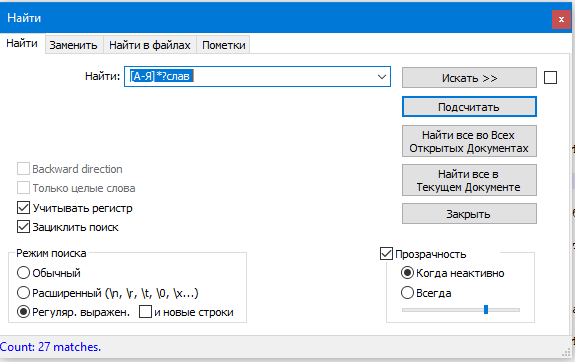 Найти
Найти Заменить Найти в файлах Пометки
Найти: [А-Я]*?слав Искать >>
Подсчитать
Найти все во Всех
Открытых Документах
Backward direction
Только целые слова
Найти все в
Текущем Документе
Учитывать регистр
Зациклить поиск
Закрыть
Режим поиска
Обычный
Расширенный (\n, \r, \t, \0, \x...)
Регуляр. выражен. и новые строки
Прозрачность
Когда неактивно
Всегда
Count: 27 matches.